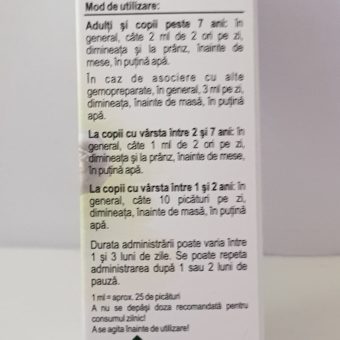 Mod de utilizare:
Adulți și copii peste 7 ani: în
general, câte 2 ml de 2 ori pe zi,
dimineața și la prânz, înainte de
mese, în puțină apă.
În caz de asociere cu alte
gemopreparate, în general, 3 ml pe zi,
dimineața, înainte de masă, în puțină
apă.
La copii cu vârsta între 2 și 7 ani: în
general, câte 1 ml de 2 ori pe zi,
dimineața și la prânz, înainte de mese,
în puțină apă.
La copii cu vârsta între 1 și 2 ani: în
general, câte 10 picături pe zi,
dimineața, înainte de masă, în puțină
apă.
Durata administrării poate varia între
1 și 3 luni de zile. Se poate repeta
administrarea după 1 sau 2 luni de
pauză.
1 ml = aprox. 25 de picături
A nu se depăși doza recomandată pentru
consumul zilnic!
A se agita înainte de utilizare!